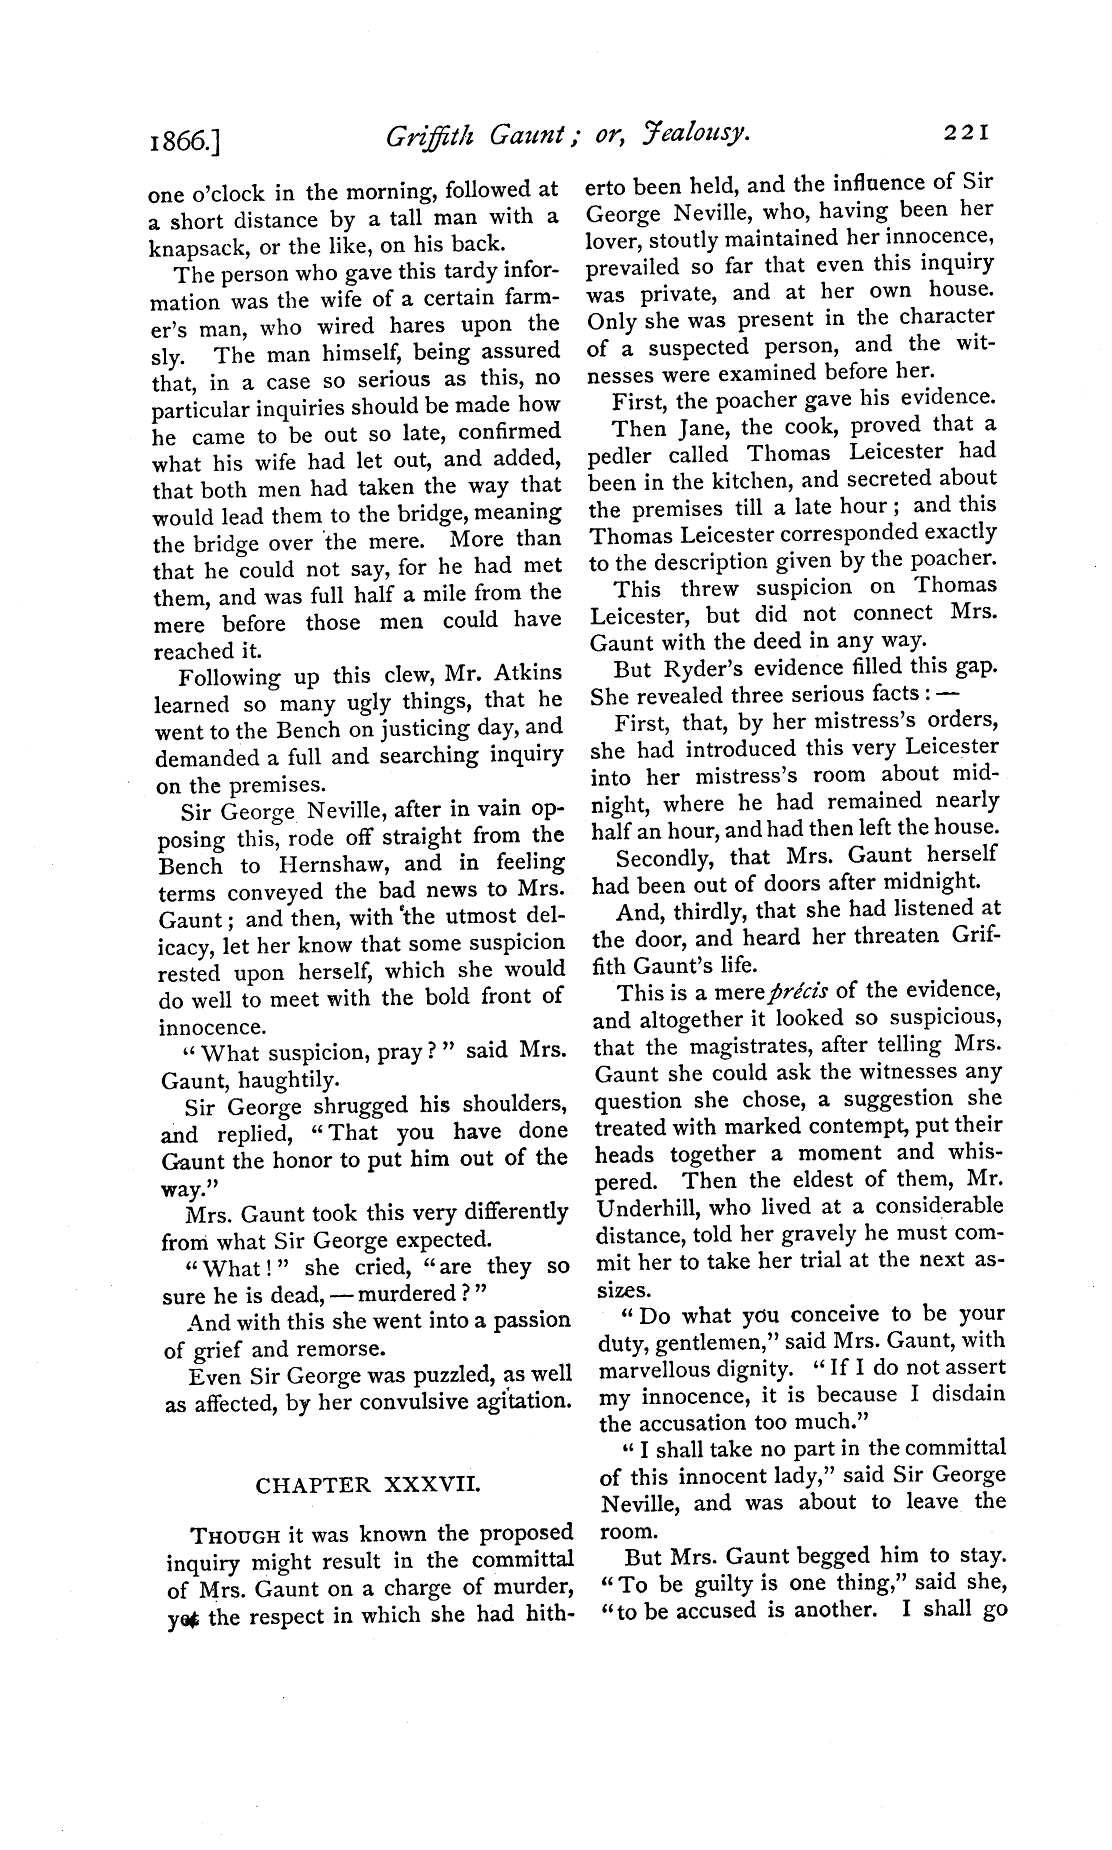 1866.] Griffith Gaunt; or, Jealousy. 221
one o'clock in the morning, followed at
a short distance by a tall man with a
knapsack, or the like, on his back.
The person who gave this tardy infor-
mation was the wife of a certain farm-
er's man, who wired hares upon the
sly. The man himself, being assured
that, in a case so serious as this, no
particular inquiries should be made how
he came to be out so late, confirmed
what his wife had let out, and added,
that both men had taken the way that
would lead them to the bridge, meaning
the bridge over the mere. More than
that he could not say, for he had met
them, and was full half a mile from the
mere before those men could have
reached it.
Following up this clew, Mr. Atkins
learned so many ugly things, that he
went to the Bench on justicing day, and
demanded a full and searching inquiry
on the premises.
Sir George Neville, after in vain op-
posing this, rode off straight from the
Bench to Hernshaw, and in feeling
terms conveyed the bad news to Mrs.
Gaunt; and then, with the utmost del-
icacy, let her know that some suspicion
rested upon herself, which she would
do well to meet with the bold front of
innocence.
"What suspicion, pray?" said Mrs.
Gaunt, haughtily.
Sir George shrugged his shoulders,
and replied, "That you have done
Gaunt the honor to put him out of the
way."
Mrs. Gaunt took this very differently
from what Sir George expected.
"What!" she cried, "are they so
sure he is dead, — murdered?"
And with this she went into a passion
of grief and remorse.
Even Sir George was puzzled, as well
as affected, by her convulsive agitation.
CHAPTER XXXVII.
THOUGH it was known the proposed
inquiry might result in the committal
of Mrs. Gaunt on a charge of murder,
yet the respect in which she had hith-
erto been held, and the influence of Sir
George Neville, who, having been her
lover, stoutly maintained her innocence,
prevailed so far that even this inquiry
was private, and at her own house.
Only she was present in the character
of a suspected person, and the wit-
nesses were examined before her.
First, the poacher gave his evidence.
Then Jane, the cook, proved that a
pedler called Thomas Leicester had
been in the kitchen, and secreted about
the premises till a late hour; and this
Thomas Leicester corresponded exactly
to the description given by the poacher.
This threw suspicion on Thomas
Leicester, but did not connect Mrs.
Gaunt with the deed in any way.
But Ryder's evidence filled this gap.
She revealed three serious facts: —
First, that, by her mistress's orders,
she had introduced this very Leicester
into her mistress's room about mid-
night, where he had remained nearly
half an hour, and had then left the house.
Secondly, that Mrs. Gaunt herself
had been out of doors after midnight.
And, thirdly, that she had listened at
the door, and heard her threaten Grif-
fith Gaunt's life.
This is a mere précis of the evidence,
and altogether it looked so suspicious,
that the magistrates, after telling Mrs.
Gaunt she could ask the witnesses any
question she chose, a suggestion she
treated with marked contempt, put their
heads together a moment and whis-
pered. Then the eldest of them, Mr.
Underhill, who lived at a considerable
distance, told her gravely he must com-
mit her to take her trial at the next as-
sizes.
"Do what you conceive to be your
duty, gentlemen," said Mrs. Gaunt, with
marvellous dignity. "If I do not assert
my innocence, it is because I disdain
the accusation too much."
"I shall take no part in the committal
of this innocent lady," said Sir George
Neville, and was about to leave the
room.
But Mrs. Gaunt begged him to stay.
"To be guilty is one thing," said she,
"to be accused is another. I shall go